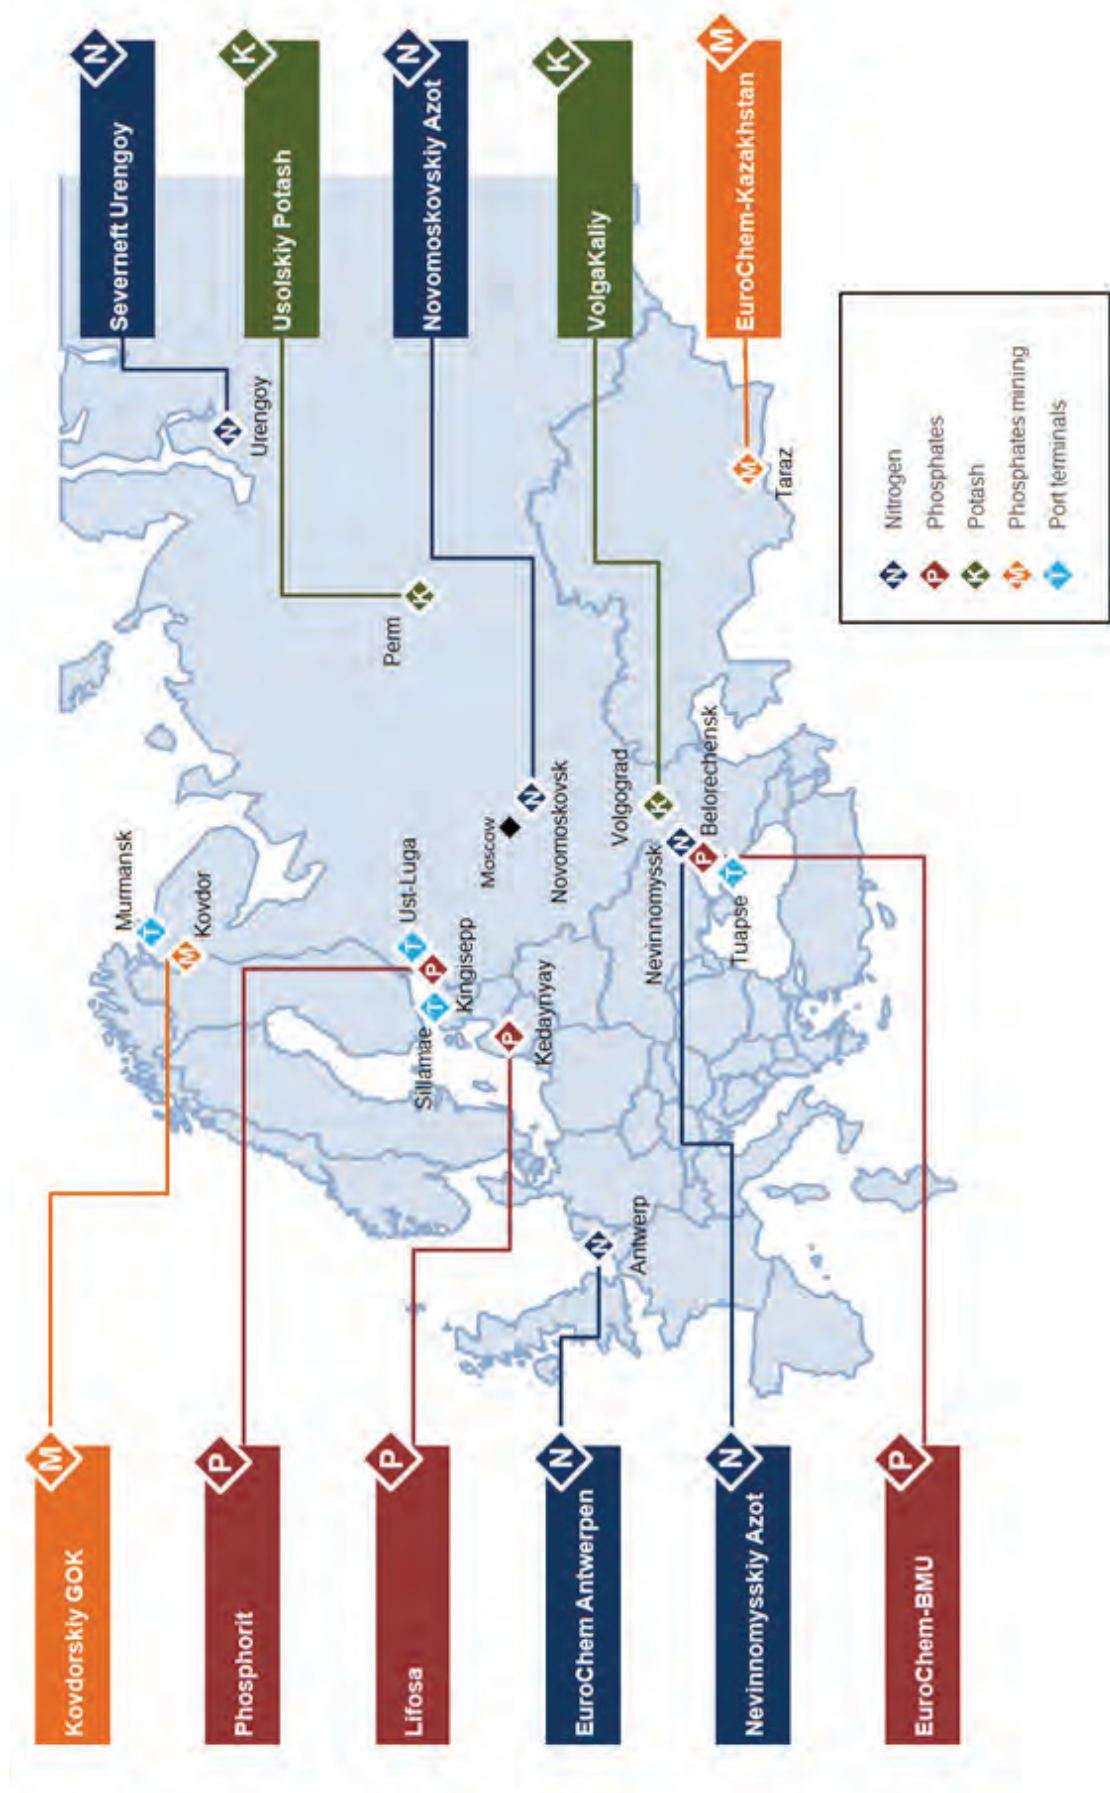 Kovdorskiy GOK
M
Phosphorit
P
Lifosa
P
EuroChem Antwerpen
N
Nevinnomysskiy Azot
N
EuroChem-BMU
P
Severneft Urengoy
N
Usolskiy Potash
K
Novomoskovskiy Azot
N
VolgaKaliy
K
EuroChem-Kazakhstan
M
Murmansk
T
M
Kovdor
N
Urengoy
Perm
K
Ust-Luga
T
P
Kingisepp
T
Sillamae
P
Kedaynyay
Moscow
N
Novomoskovsk
N
Antwerp
Volgograd
K
Nevinnomyssk
N
P
Belorechensk
T
Tuapse
M
Taraz
N Nitrogen
P Phosphates
K Potash
M Phosphates mining
T Port terminals